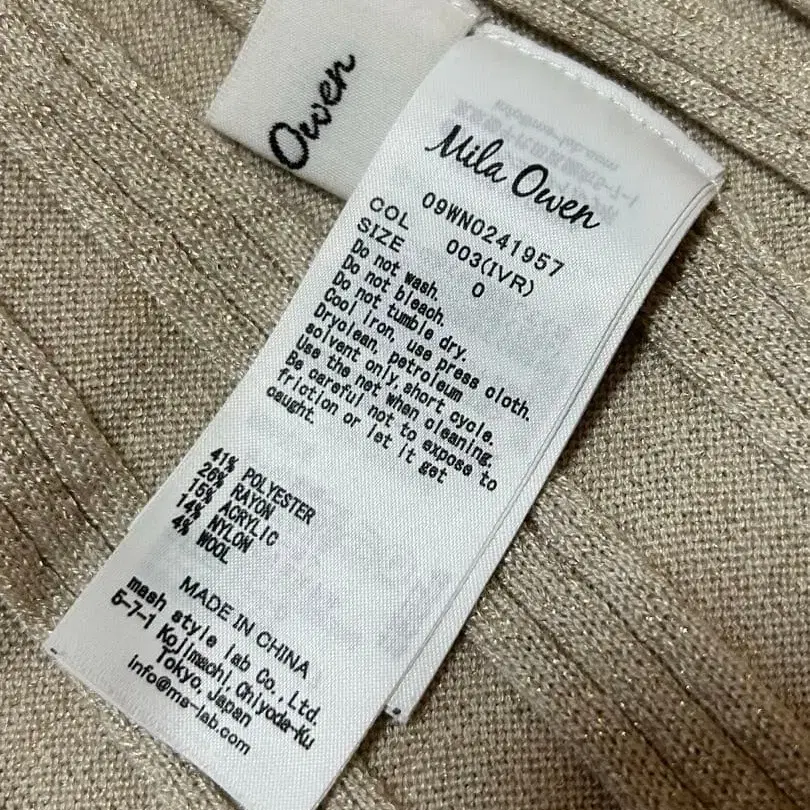 Owen
Mila Owen
09WN0241957
COL 003(IVR)
SIZE 0
Do not wash.
Do not bleach.
Do not tumble dry.
Cool iron, use press cloth.
Dryclean, petroleum
solvent only,short cycle.
Use the net when cleaning.
Be careful not to expose to
friction or let it get
caught.
41% POLYESTER
26% RAYON
15% ACRYLIC
14% NYLON
4% WOOL
MADE IN CHINA
mash style lab Co.,Ltd.
5-7-1 Kojimachi,Chiyoda-Ku
Tokyo,Japan
info@ms-lab.com